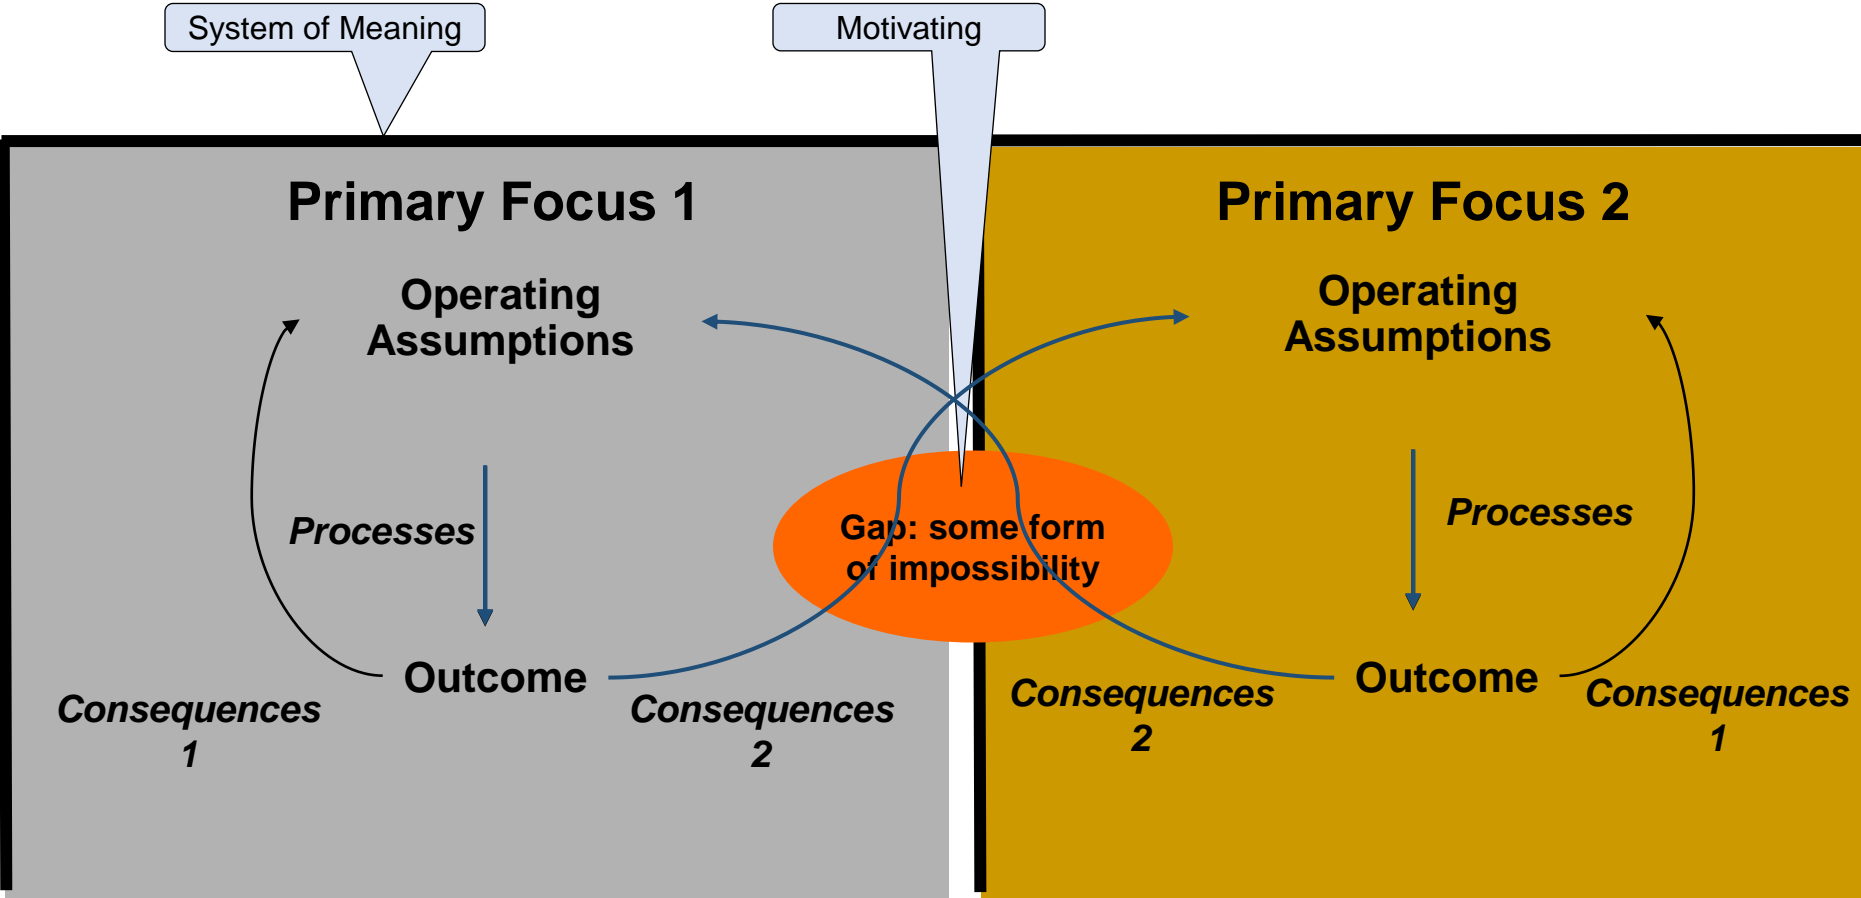 System of Meaning
Motivating
Primary Focus 1
Operating
Assumptions
Processes
Outcome
Consequences
1
Consequences
2
Gap: some form
of impossibility
Primary Focus 2
Operating
Assumptions
Processes
Outcome
Consequences
2
Consequences
1